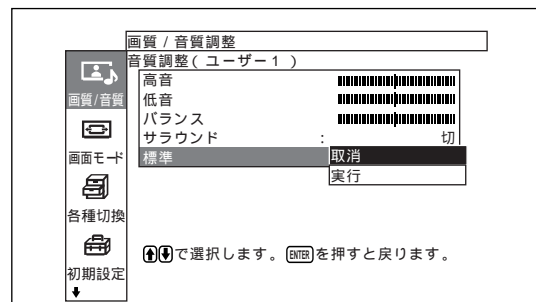 画質 / 音質調整
音質調整( ユーザー1 )
画質/音質
高音
低音
バランス
サラウンド : 切
標準
取消
実行
画面モード
各種切換
初期設定
で選択します。ENTERを押すと戻ります。